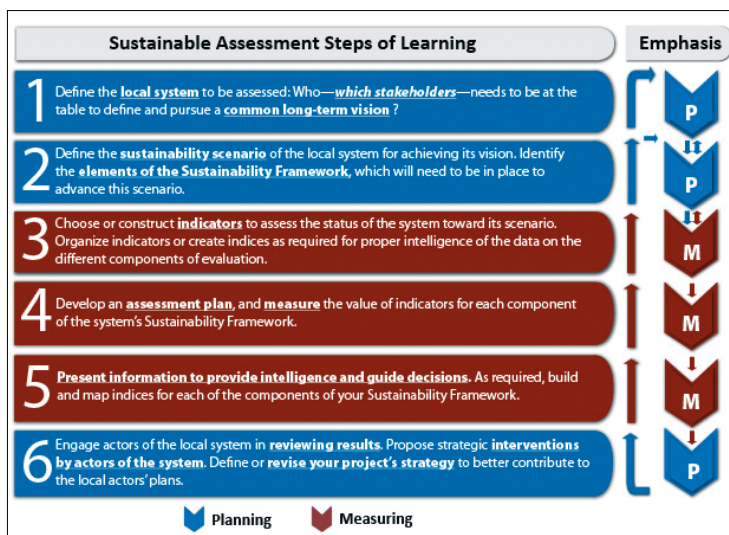 Sustainable Assessment Steps of Learning
Emphasis
1
Define the local system to be assessed: Who—which stakeholders—needs to be at the
table to define and pursue a common long-term vision ?
P
2
Define the sustainability scenario of the local system for achieving its vision. Identify
the elements of the Sustainability Framework, which will need to be in place to
advance this scenario.
P
3
Choose or construct indicators to assess the status of the system toward its scenario.
Organize indicators or create indices as required for proper intelligence of the data on the
different components of evaluation.
M
4
Develop an assessment plan, and measure the value of indicators for each component
of the system's Sustainability Framework.
M
5
Present information to provide intelligence and guide decisions. As required, build
and map indices for each of the components of your Sustainability Framework.
M
6
Engage actors of the local system in reviewing results. Propose strategic interventions
by actors of the system. Define or revise your project's strategy to better contribute to
the local actors' plans.
P
Planning
Measuring